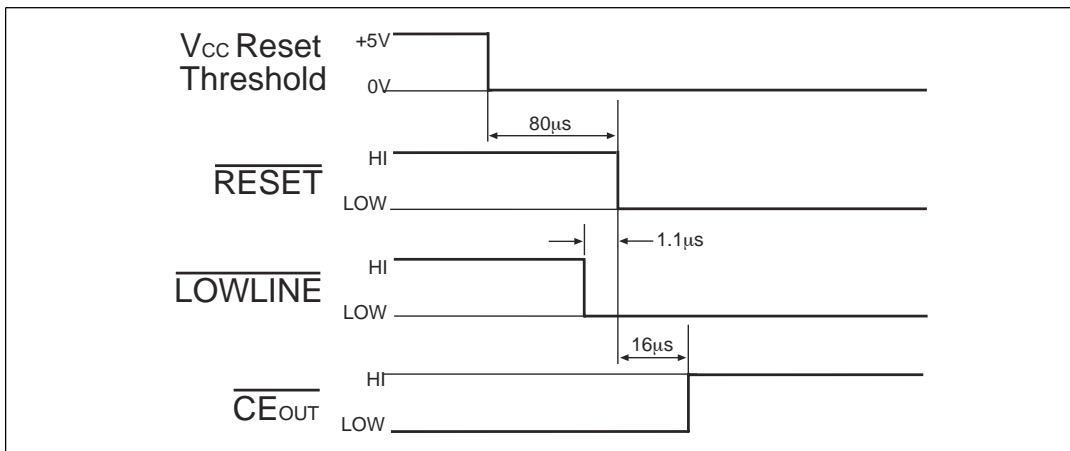 VCC Reset
Threshold
+5V
0V
80μs
RESET
HI
LOW
1.1μs
LOWLINE
HI
LOW
16μs
CEOUT
HI
LOW